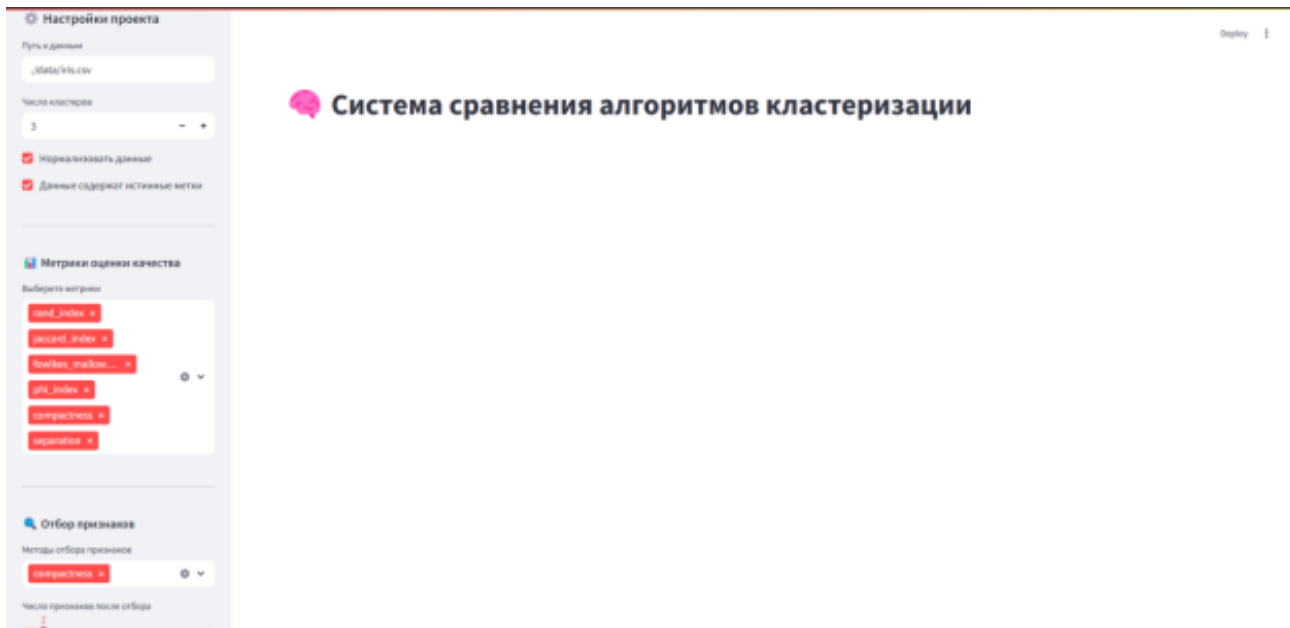 Настройки проекта
Путь к данным
./data/iris.csv
Число кластеров
3
Нормализовать данные
Данные содержат истинные метки
Метрики оценки качества
Выберите метрики
rand_index ×
jaccard_index ×
fowlkes_mallow... ×
phi_index ×
compactness ×
separation ×
Отбор признаков
Методы отбора признаков
compactness ×
Число признаков после отбора
2
Deploy
Система сравнения алгоритмов кластеризации